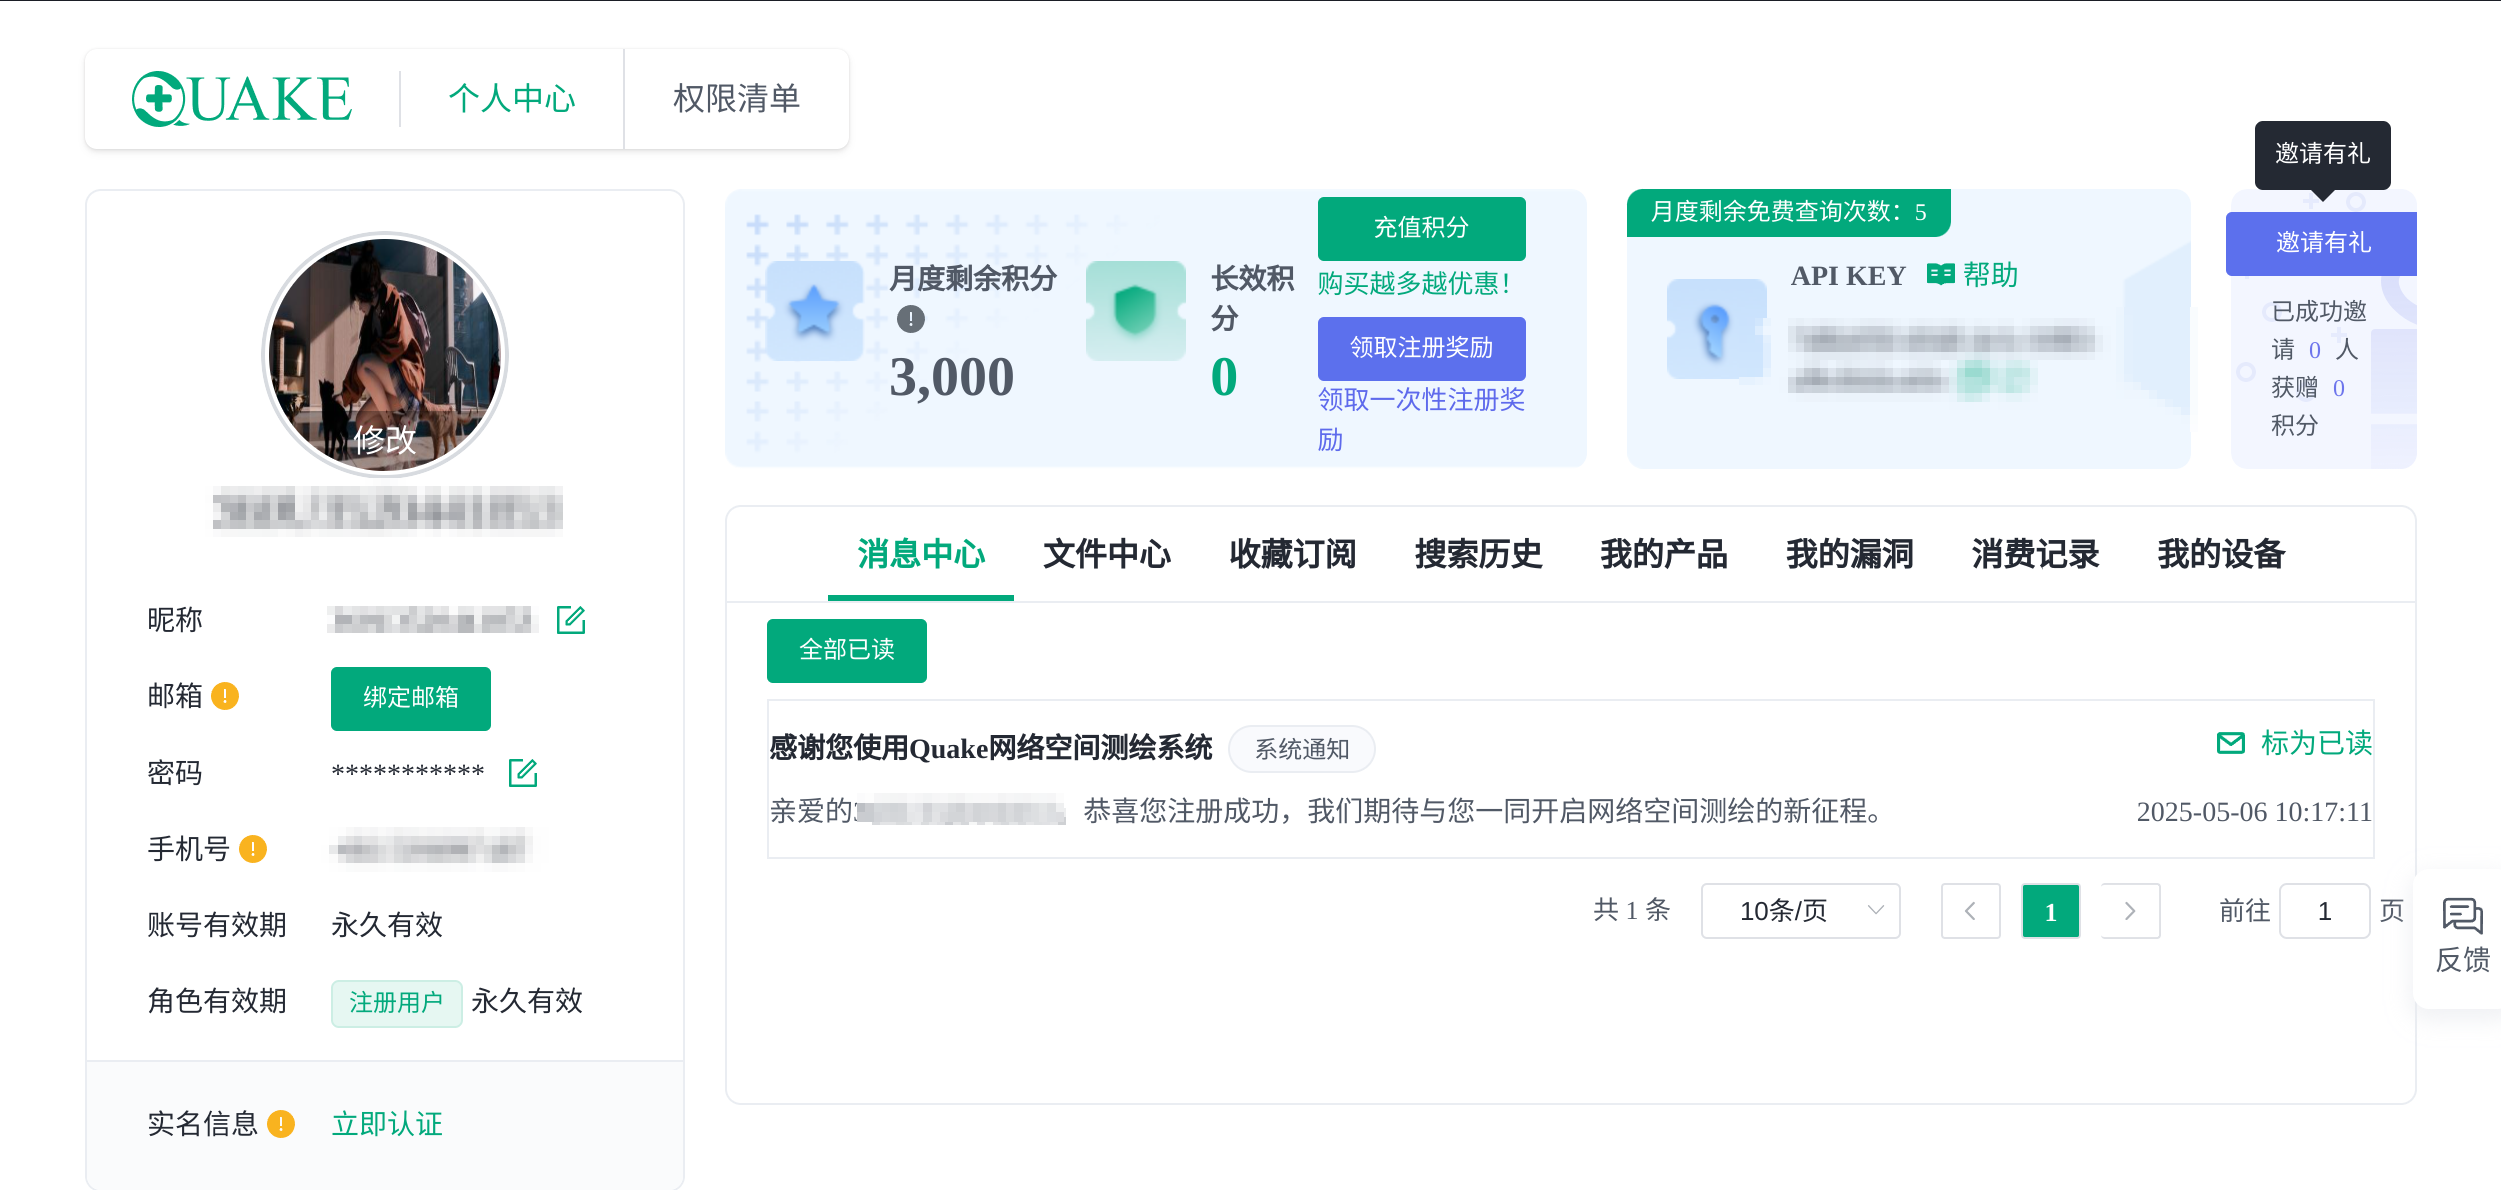 QUAKE
个人中心
权限清单
邀请有礼
修改
昵称
邮箱
绑定邮箱
密码
***********
手机号
账号有效期
永久有效
角色有效期
注册用户
永久有效
实名信息
立即认证
月度剩余积分
3,000
长效积
分
0
充值积分
购买越多越优惠！
领取注册奖励
领取一次性注册奖
励
月度剩余免费查询次数：5
API KEY
帮助
邀请有礼
已成功邀
请 0 人
获赠 0
积分
消息中心
文件中心
收藏订阅
搜索历史
我的产品
我的漏洞
消费记录
我的设备
全部已读
感谢您使用Quake网络空间测绘系统
系统通知
标为已读
亲爱的 恭喜您注册成功，我们期待与您一同开启网络空间测绘的新征程。
2025-05-06 10:17:11
共 1 条
10条/页
1
前往
1
页
反馈